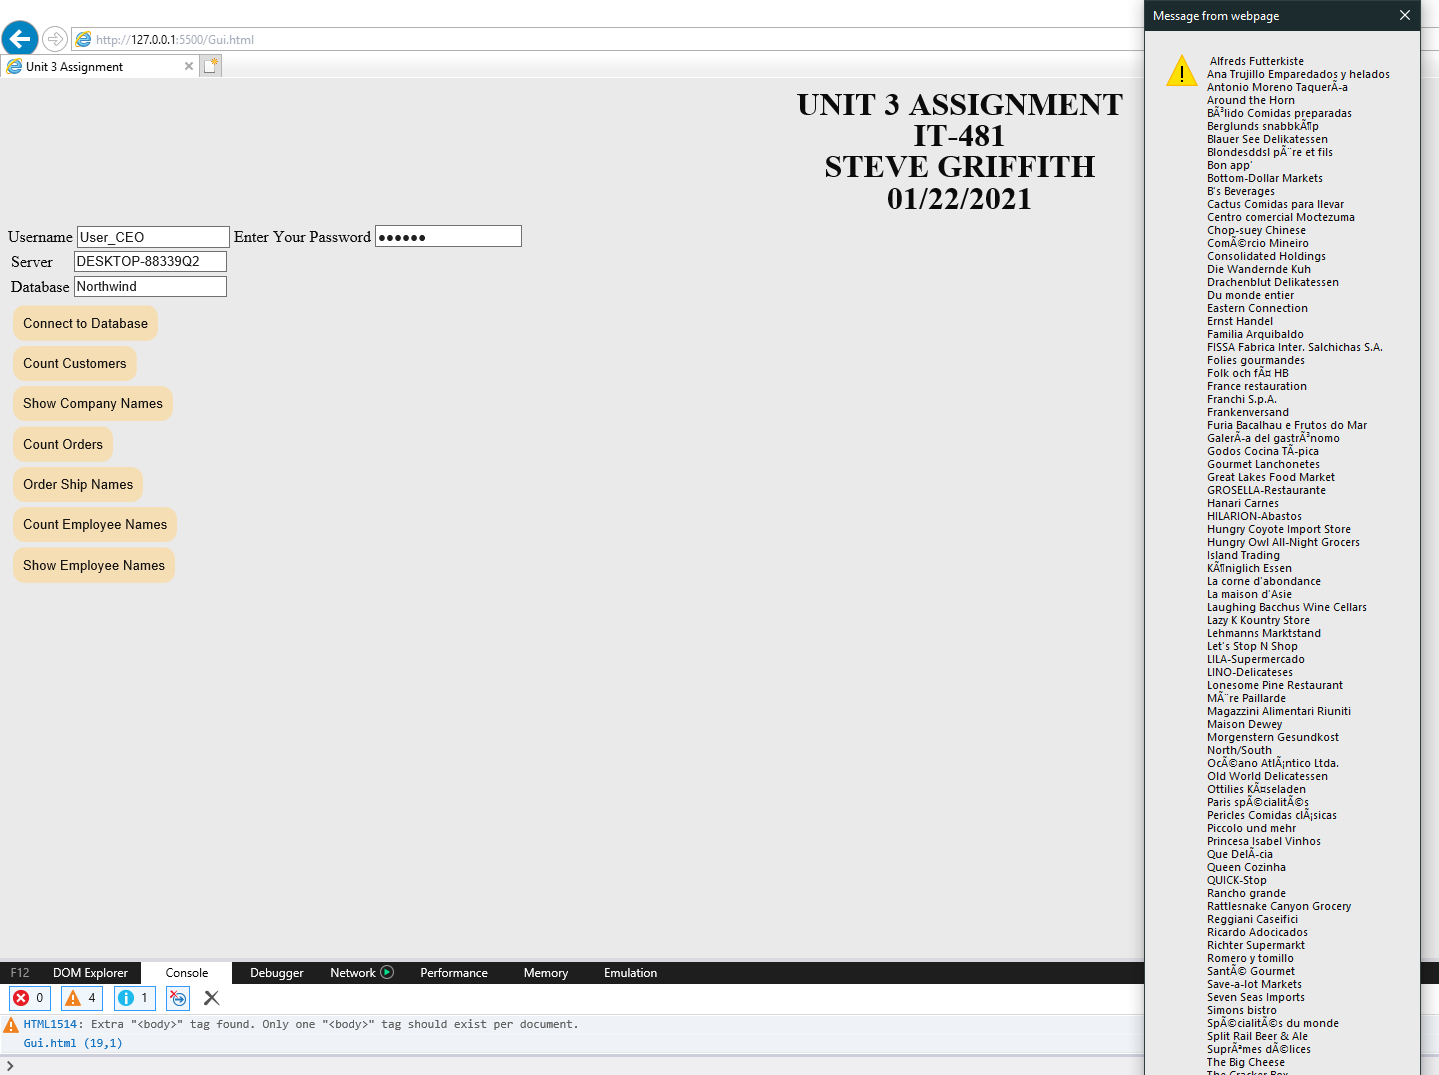 http://127.0.0.1:5500/Gui.html
Unit 3 Assignment
UNIT 3 ASSIGNMENT
IT-481
STEVE GRIFFITH
01/22/2021
Username User_CEO Enter Your Password ●●●●●●
Server DESKTOP-88339Q2
Database Northwind
Connect to Database
Count Customers
Show Company Names
Count Orders
Order Ship Names
Count Employee Names
Show Employee Names
Message from webpage
Alfreds Futterkiste
Ana Trujillo Emparedados y helados
Antonio Moreno TaquerÃ-a
Around the Horn
BÃ³lido Comidas preparadas
Berglunds snabbkÃ¶p
Blauer See Delikatessen
Blondesddsl pÃ¨re et fils
Bon app'
Bottom-Dollar Markets
B's Beverages
Cactus Comidas para llevar
Centro comercial Moctezuma
Chop-suey Chinese
ComÃ©rcio Mineiro
Consolidated Holdings
Die Wandernde Kuh
Drachenblut Delikatessen
Du monde entier
Eastern Connection
Ernst Handel
Familia Arquibaldo
FISSA Fabrica Inter. Salchichas S.A.
Folies gourmandes
Folk och fÃ¤ HB
France restauration
Franchi S.p.A.
Frankenversand
Furia Bacalhau e Frutos do Mar
GalerÃ-a del gastrÃ³nomo
Godos Cocina TÃ-pica
Gourmet Lanchonetes
Great Lakes Food Market
GROSELLA-Restaurante
Hanari Carnes
HILARION-Abastos
Hungry Coyote Import Store
Hungry Owl All-Night Grocers
Island Trading
KÃ¶niglich Essen
La corne d'abondance
La maison d'Asie
Laughing Bacchus Wine Cellars
Lazy K Kountry Store
Lehmanns Marktstand
Let's Stop N Shop
LILA-Supermercado
LINO-Delicateses
Lonesome Pine Restaurant
MÃ¨re Paillarde
Magazzini Alimentari Riuniti
Maison Dewey
Morgenstern Gesundkost
North/South
OcÃ©ano AtlÃ¡ntico Ltda.
Old World Delicatessen
Ottilies KÃ¤seladen
Paris spÃ©cialitÃ©s
Pericles Comidas clÃ¡sicas
Piccolo und mehr
Princesa Isabel Vinhos
Que DelÃ-cia
Queen Cozinha
QUICK-Stop
Rancho grande
Rattlesnake Canyon Grocery
Reggiani Caseifici
Ricardo Adocicados
Richter Supermarkt
Romero y tomillo
SantÃ© Gourmet
Save-a-lot Markets
Seven Seas Imports
Simons bistro
SpÃ©cialitÃ©s du monde
Split Rail Beer & Ale
SuprÃªmes dÃ©lices
The Big Cheese
The Cracker Box
F12 DOM Explorer Console Debugger Network Performance Memory Emulation
0 4 1
HTML1514: Extra "<body>" tag found. Only one "<body>" tag should exist per document.
Gui.html (19,1)